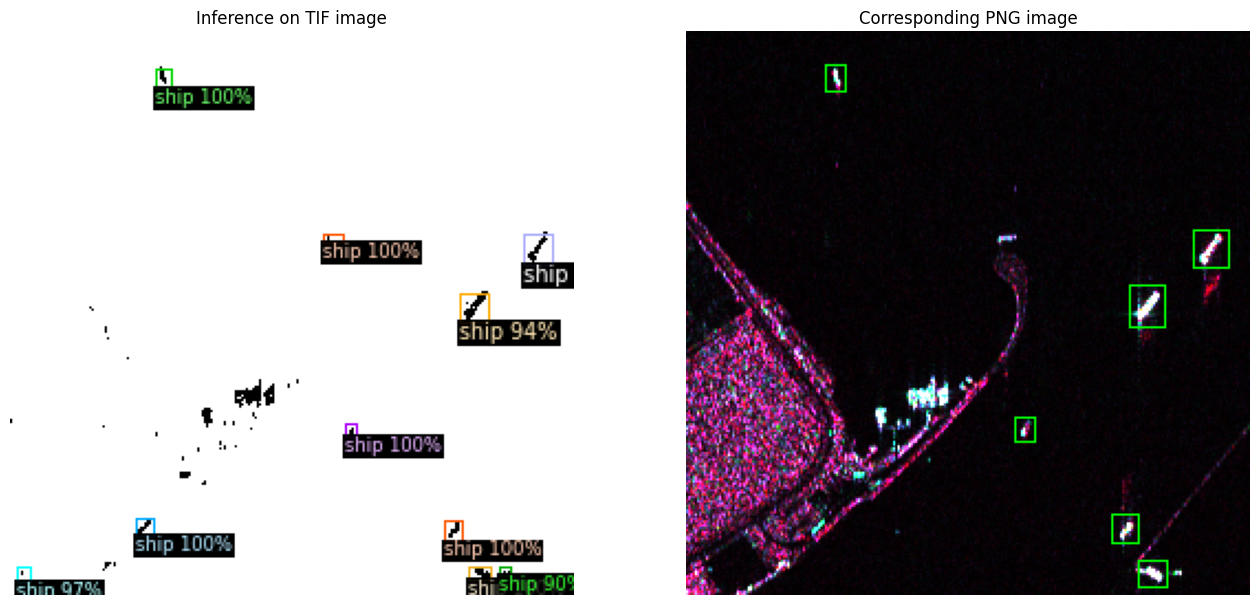 Inference on TIF image
Corresponding PNG image
ship 100%
ship 100%
ship
ship 94%
ship 100%
ship 100%
ship 100%
ship 97%
shi
ship 90%